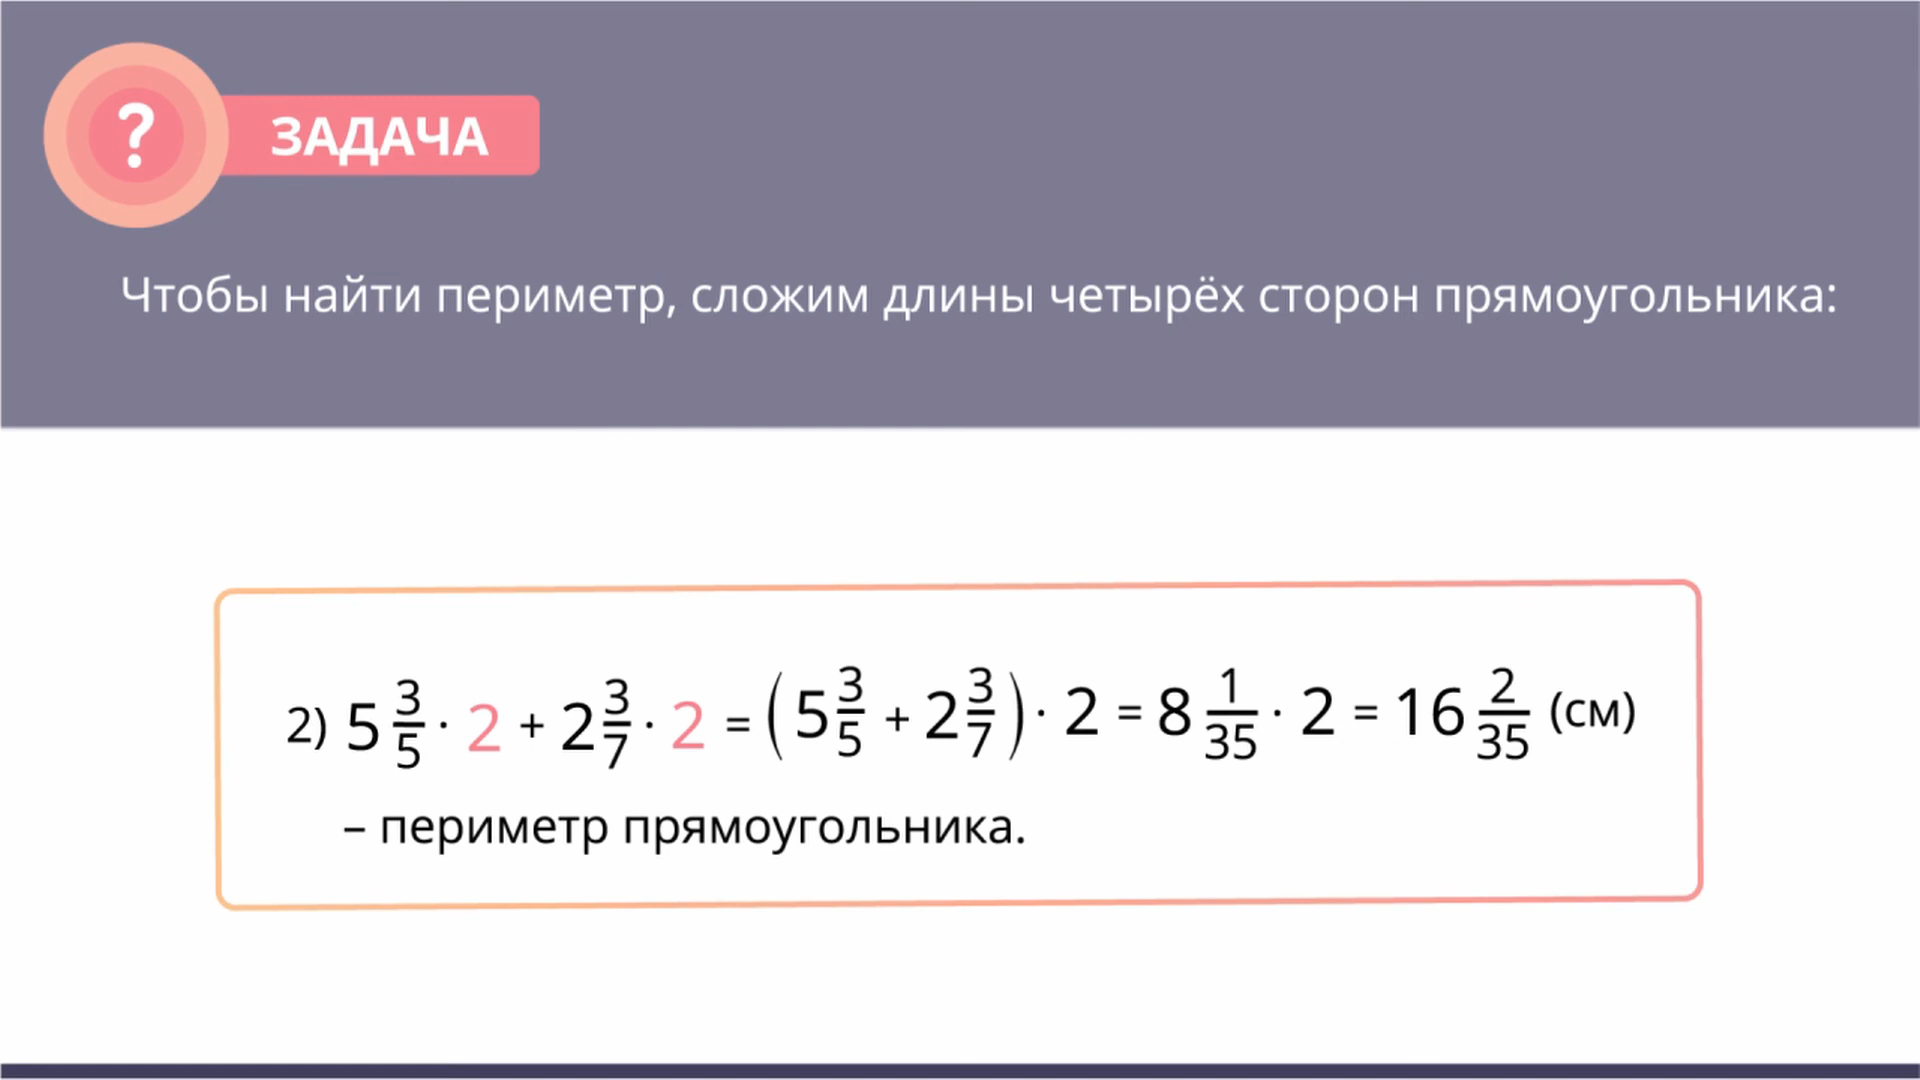 ?
ЗАДАЧА
Чтобы найти периметр, сложим длины четырёх сторон прямоугольника:
2) 5 3/5 · 2 + 2 3/7 · 2 = (5 3/5 + 2 3/7) · 2 = 8 1/35 · 2 = 16 2/35 (см)
– периметр прямоугольника.